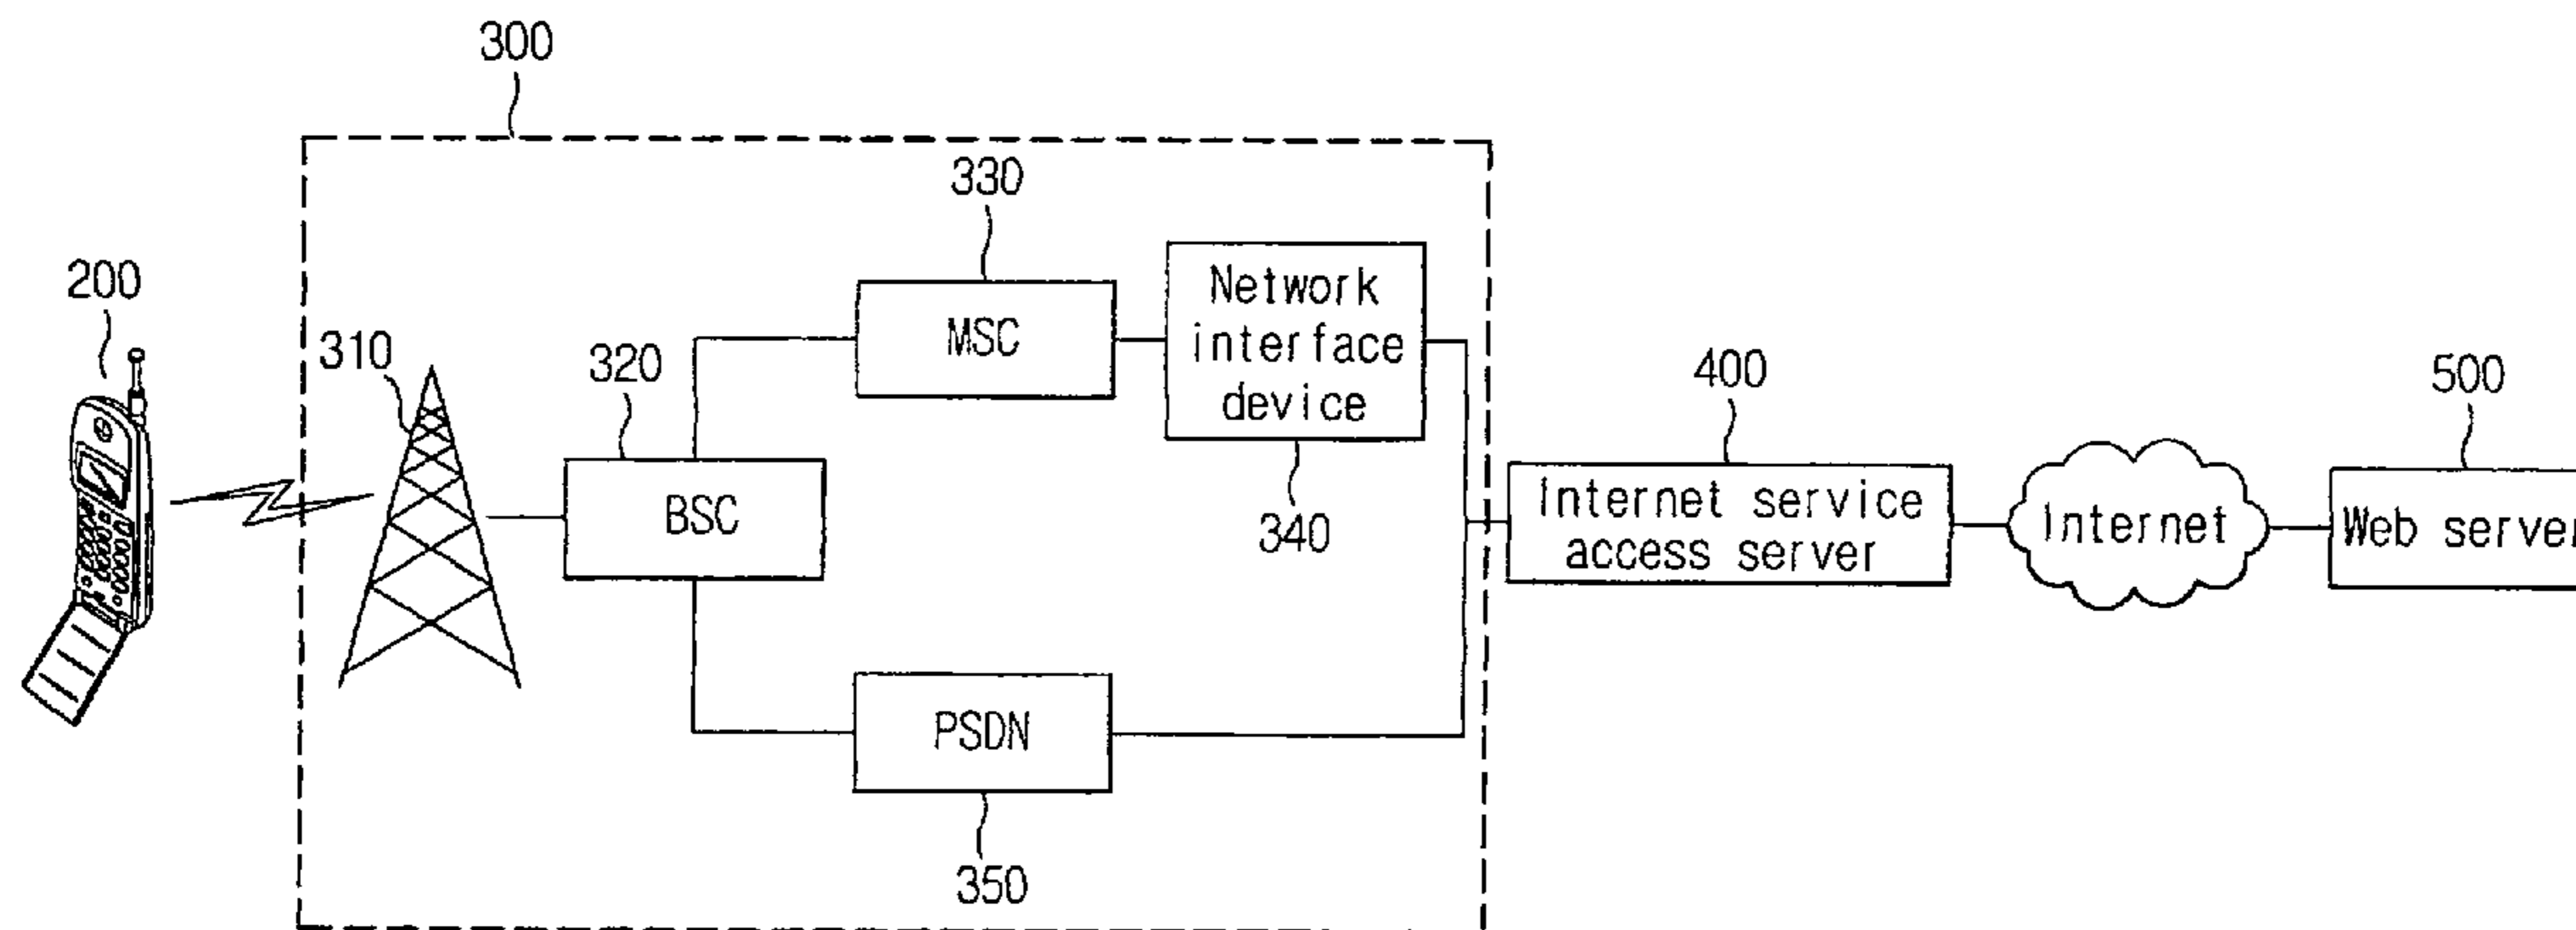 300
330
200
310
320
MSC
Network
interface
device
400
500
BSC
340
Internet service
access server
Internet
Web server
PSDN
350